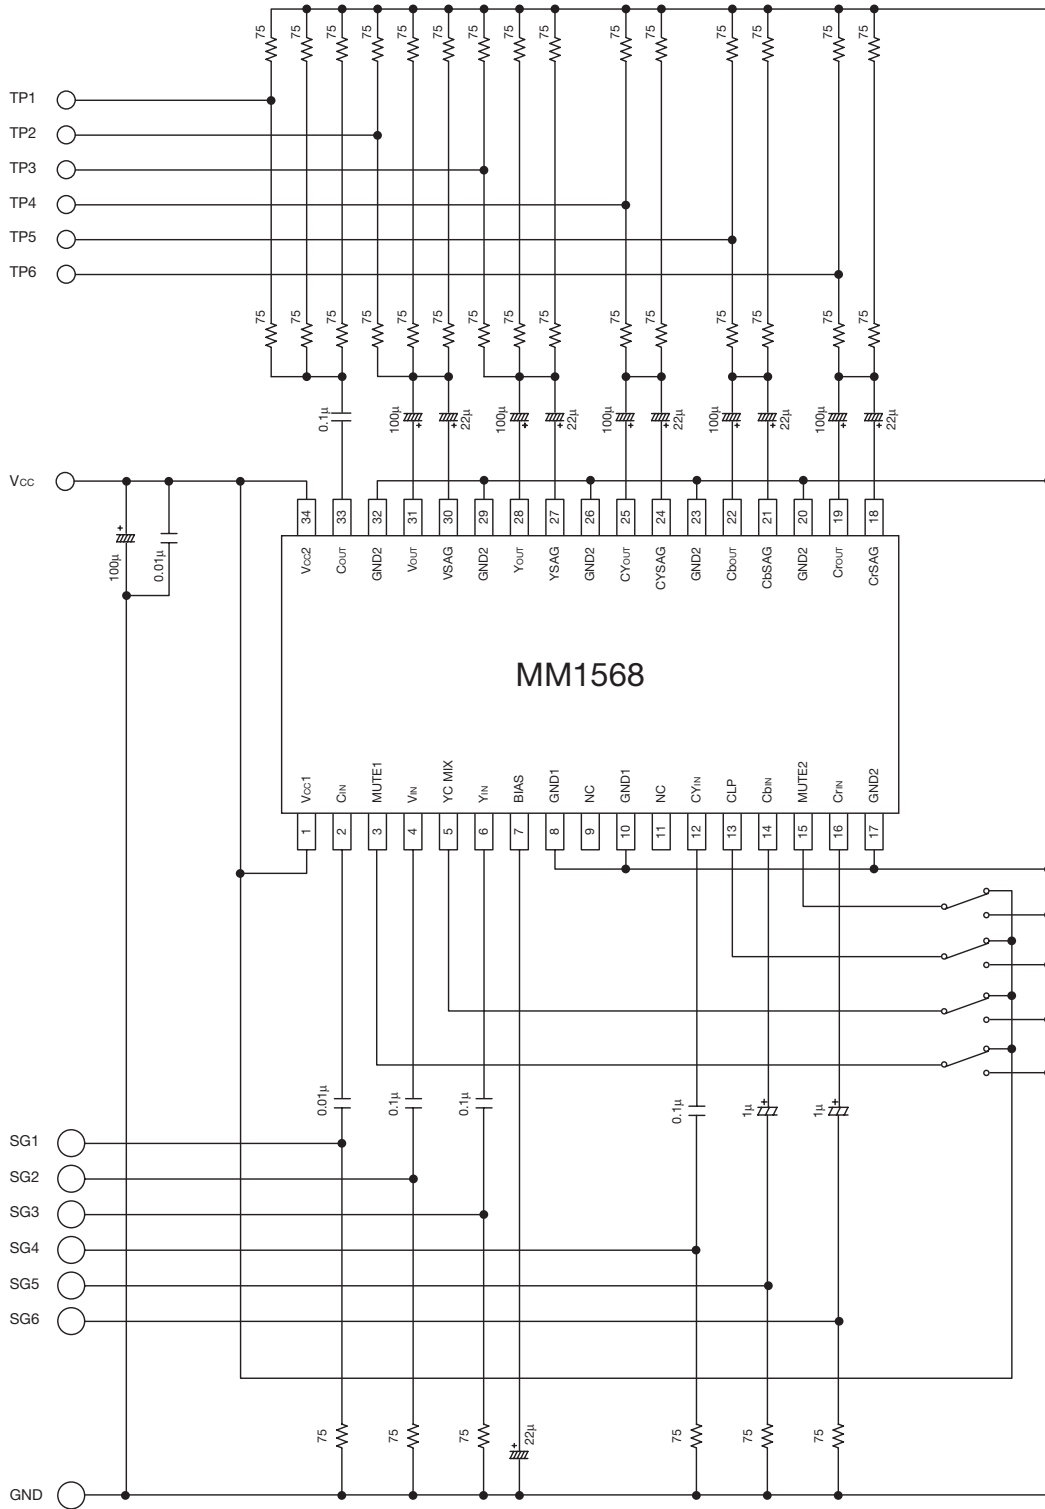 75 75 75 75 75 75 75 75 75 75 75 75 75 75 75
TP1
TP2
TP3
TP4
TP5
TP6
75 75 75 75 75 75 75 75 75 75 75 75 75 75 75
0.1μ 100μ + 22μ + 100μ + 22μ + 100μ + 22μ + 100μ + 22μ + 100μ + 22μ +
VCC
+ 100μ 0.01μ
34 33 32 31 30 29 28 27 26 25 24 23 22 21 20 19 18
VCC2 COUT GND2 VOUT VSAG GND2 YOUT YSAG GND2 CYOUT CYSAG GND2 CbOUT CbSAG GND2 CrOUT CrSAG
MM1568
VCC1 CIN MUTE1 VIN YC MIX YIN BIAS GND1 NC GND1 NC CYIN CLP CbIN MUTE2 CrIN GND2
1 2 3 4 5 6 7 8 9 10 11 12 13 14 15 16 17
0.01μ 0.1μ 0.1μ 0.1μ 1μ + 1μ +
SG1
SG2
SG3
SG4
SG5
SG6
75 75 75 + 22μ 75 75 75
GND